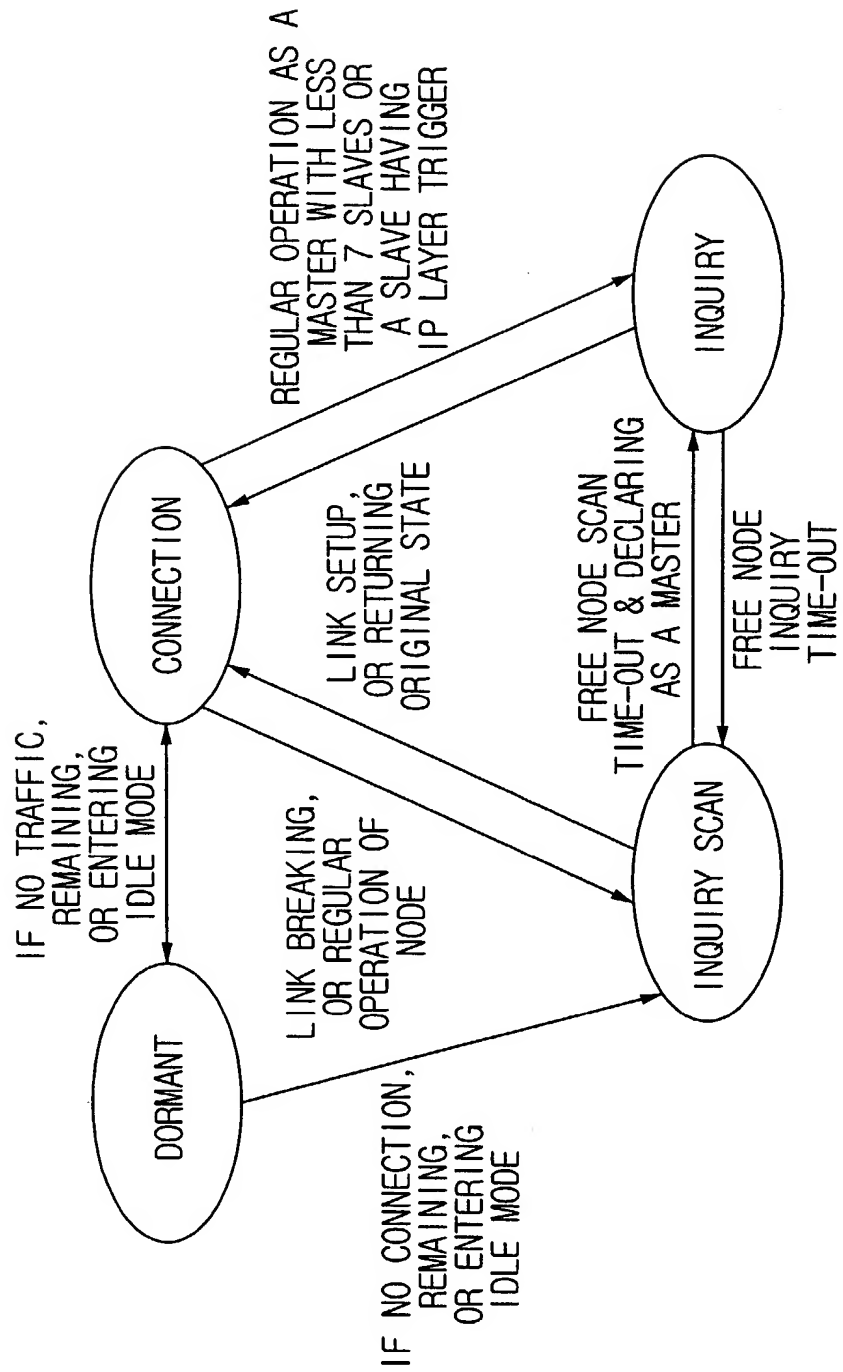 IF NO TRAFFIC,
REMAINING,
OR ENTERING
IDLE MODE
DORMANT
CONNECTION
REGULAR OPERATION AS A
MASTER WITH LESS
THAN 7 SLAVES OR
A SLAVE HAVING
IP LAYER TRIGGER
LINK BREAKING,
OR REGULAR
OPERATION OF
NODE
LINK SETUP,
OR RETURNING
ORIGINAL STATE
IF NO CONNECTION,
REMAINING,
OR ENTERING
IDLE MODE
FREE NODE SCAN
TIME-OUT & DECLARING
AS A MASTER
INQUIRY SCAN
INQUIRY
FREE NODE
INQUIRY
TIME-OUT